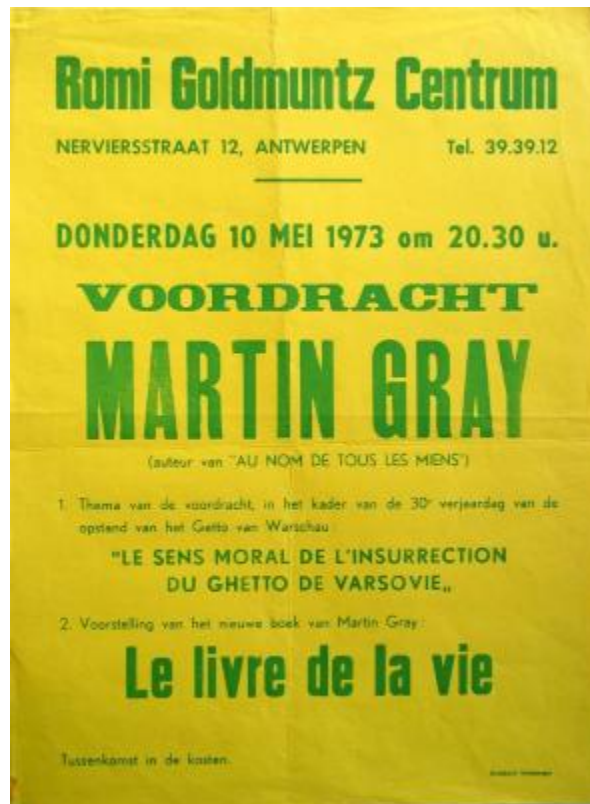 Romi Goldmuntz Centrum
NERVIERSSTRAAT 12, ANTWERPEN Tel. 39.39.12
DONDERDAG 10 MEI 1973 om 20.30 u.
VOORDRACHT
MARTIN GRAY
(auteur van "AU NOM DE TOUS LES MIENS")
1. Thema van de voordracht, in het kader van de 30e verjaardag van de
opstand van het Getto van Warschau
"LE SENS MORAL DE L'INSURRECTION
DU GHETTO DE VARSOVIE„
2. Voorstelling van het nieuwe boek van Martin Gray:
Le livre de la vie
Tussenkomst in de kosten.